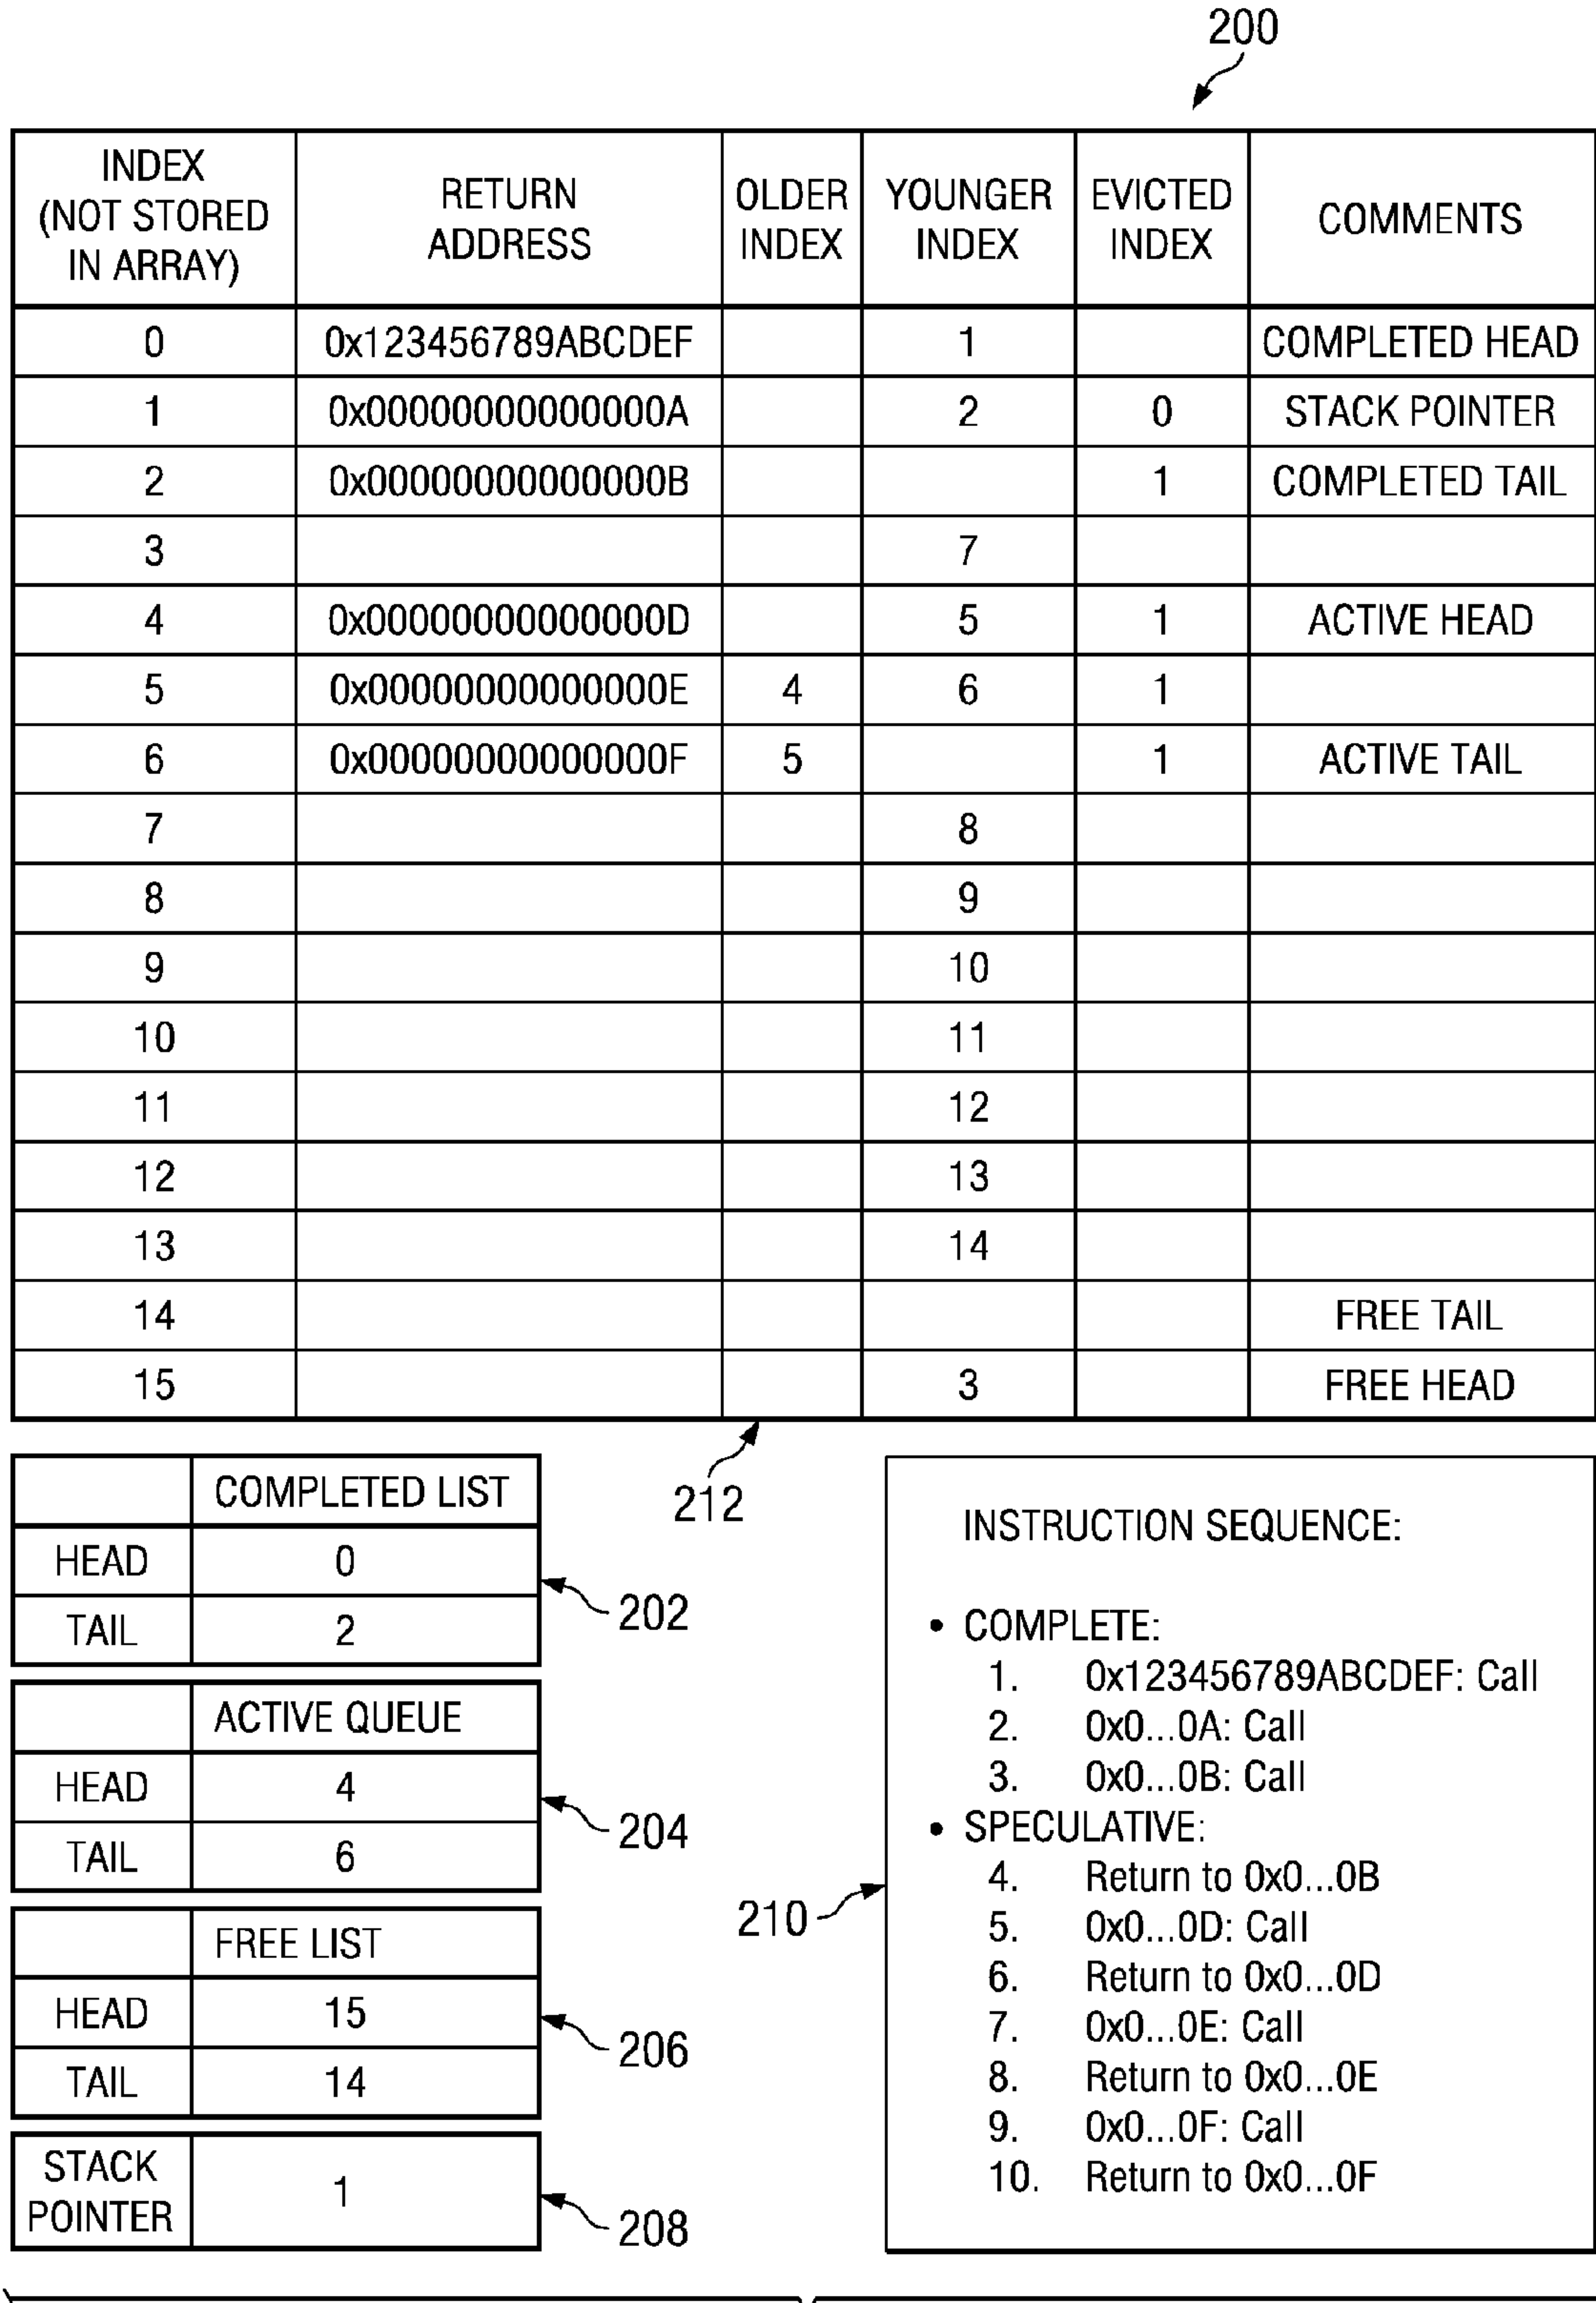 200
INDEX
(NOT STORED
IN ARRAY)
RETURN
ADDRESS
OLDER
INDEX
YOUNGER
INDEX
EVICTED
INDEX
COMMENTS
0 0x123456789ABCDEF 1 COMPLETED HEAD
1 0x00000000000000A 2 0 STACK POINTER
2 0x00000000000000B 1 COMPLETED TAIL
3 7
4 0x00000000000000D 5 1 ACTIVE HEAD
5 0x00000000000000E 4 6 1
6 0x00000000000000F 5 1 ACTIVE TAIL
7 8
8 9
9 10
10 11
11 12
12 13
13 14
14 FREE TAIL
15 3 FREE HEAD
212
COMPLETED LIST
HEAD 0
TAIL 2
202
ACTIVE QUEUE
HEAD 4
TAIL 6
204
FREE LIST
HEAD 15
TAIL 14
206
STACK
POINTER
1
208
210
INSTRUCTION SEQUENCE:
• COMPLETE:
1. 0x123456789ABCDEF: Call
2. 0x0...0A: Call
3. 0x0...0B: Call
• SPECULATIVE:
4. Return to 0x0...0B
5. 0x0...0D: Call
6. Return to 0x0...0D
7. 0x0...0E: Call
8. Return to 0x0...0E
9. 0x0...0F: Call
10. Return to 0x0...0F